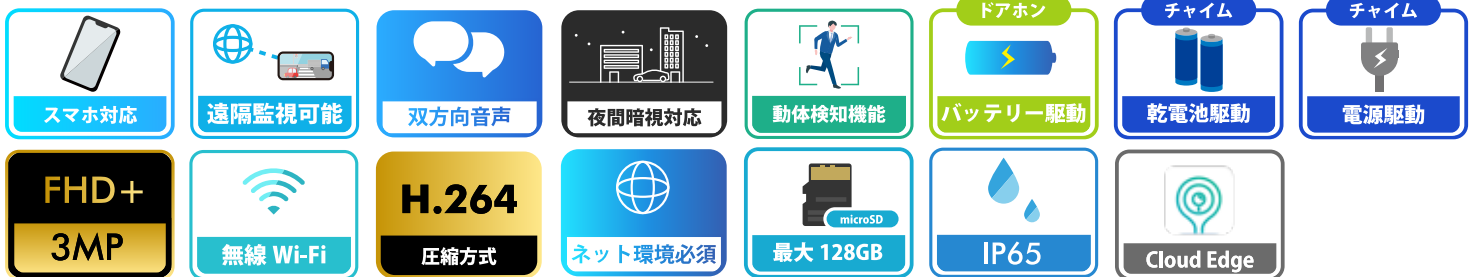 スマホ対応
遠隔監視可能
双方向音声
夜間暗視対応
動体検知機能
ドアホン
バッテリー駆動
チャイム
乾電池駆動
チャイム
電源駆動
FHD+
3MP
無線 Wi-Fi
H.264
圧縮方式
ネット環境必須
microSD
最大 128GB
IP65
Cloud Edge